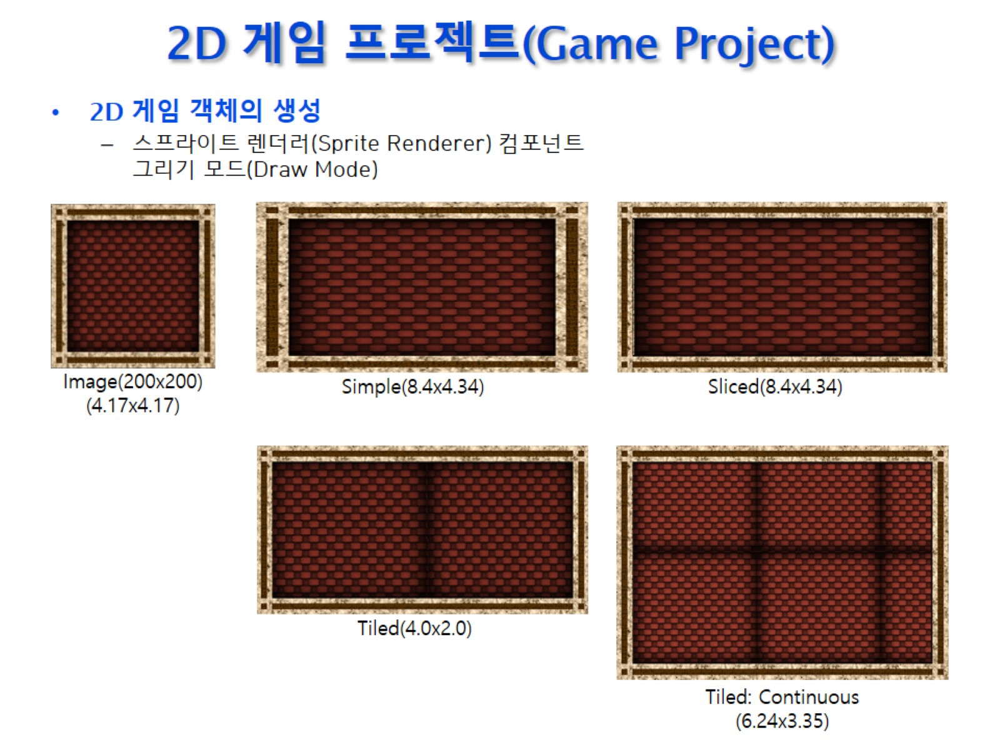 2D 게임 프로젝트(Game Project)
• 2D 게임 객체의 생성
– 스프라이트 렌더러(Sprite Renderer) 컴포넌트
그리기 모드(Draw Mode)
Image(200x200)
(4.17x4.17)
Simple(8.4x4.34)
Sliced(8.4x4.34)
Tiled(4.0x2.0)
Tiled: Continuous
(6.24x3.35)